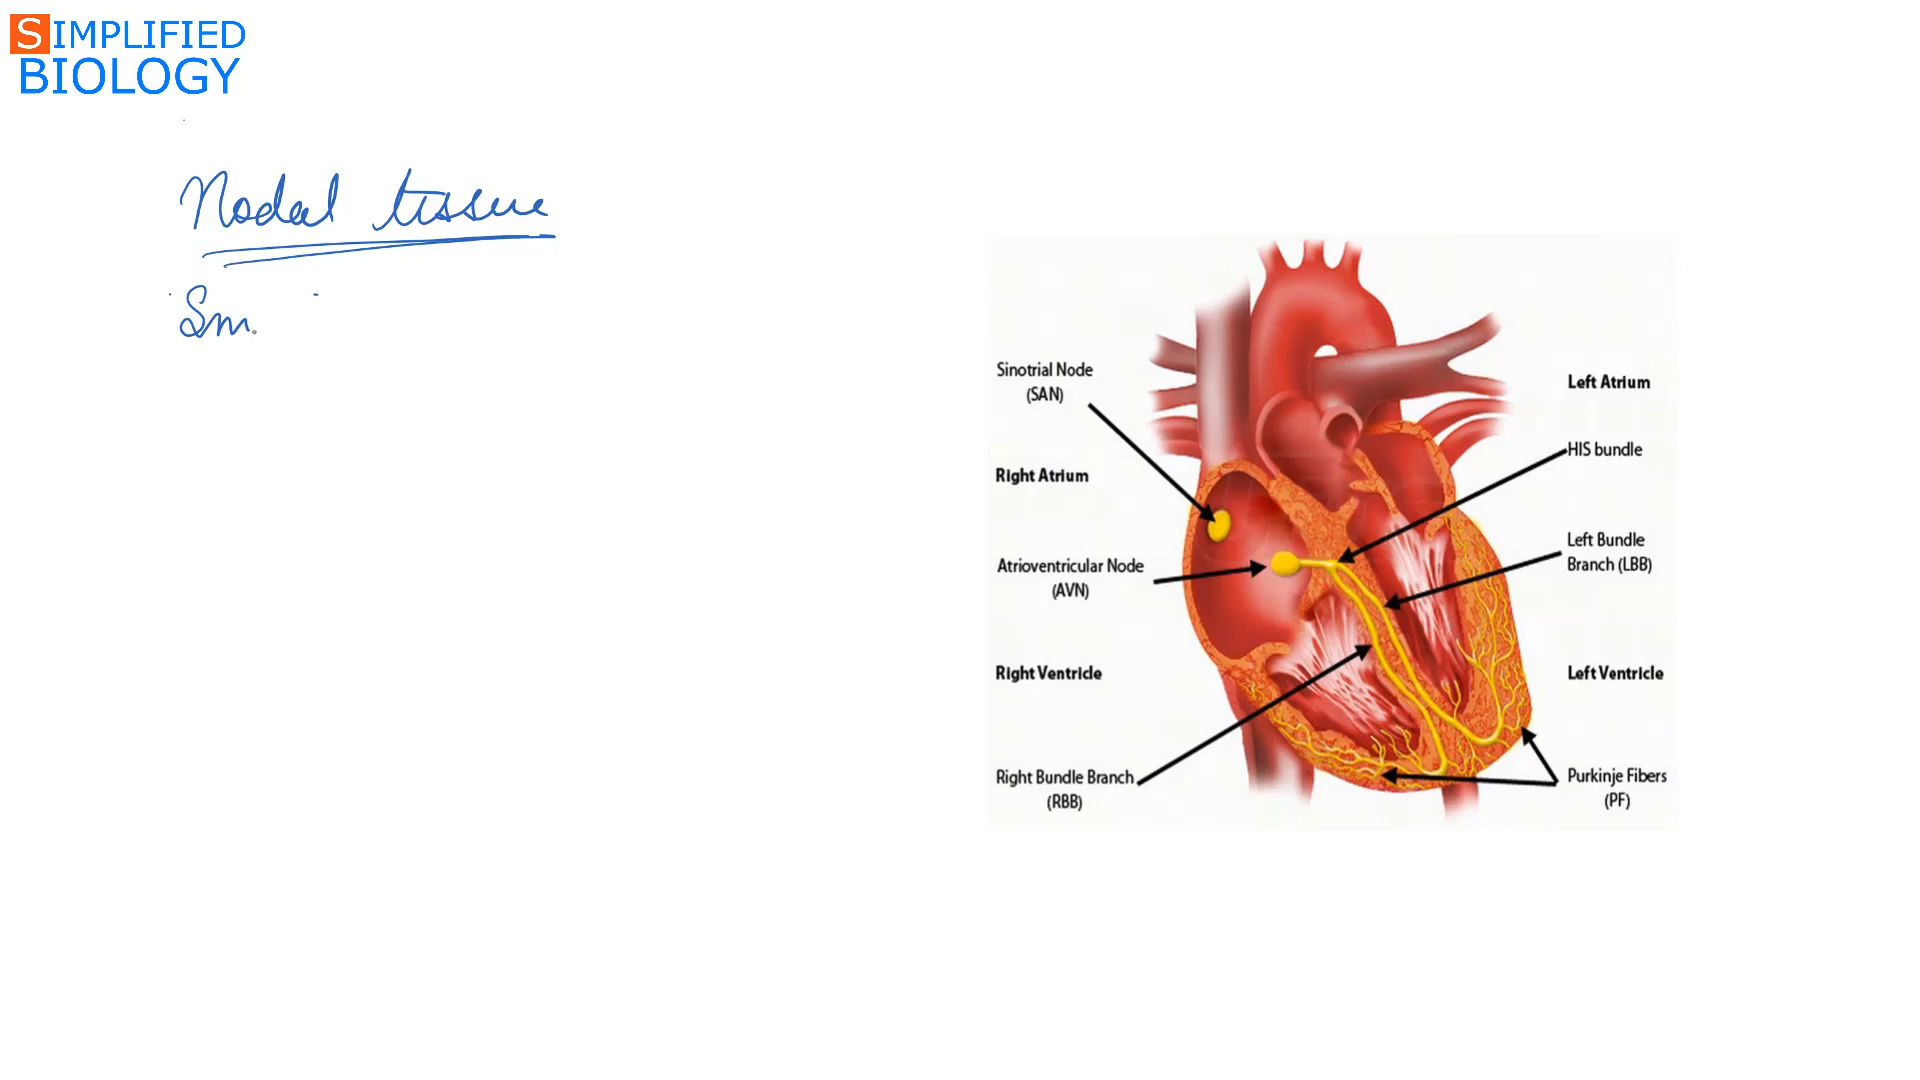 SIMPLIFIED
BIOLOGY
Nodal tissue
Sm
Sinotrial Node
(SAN)
Right Atrium
Atrioventricular Node
(AVN)
Right Ventricle
Right Bundle Branch
(RBB)
Left Atrium
HIS bundle
Left Bundle
Branch (LBB)
Left Ventricle
Purkinje Fibers
(PF)